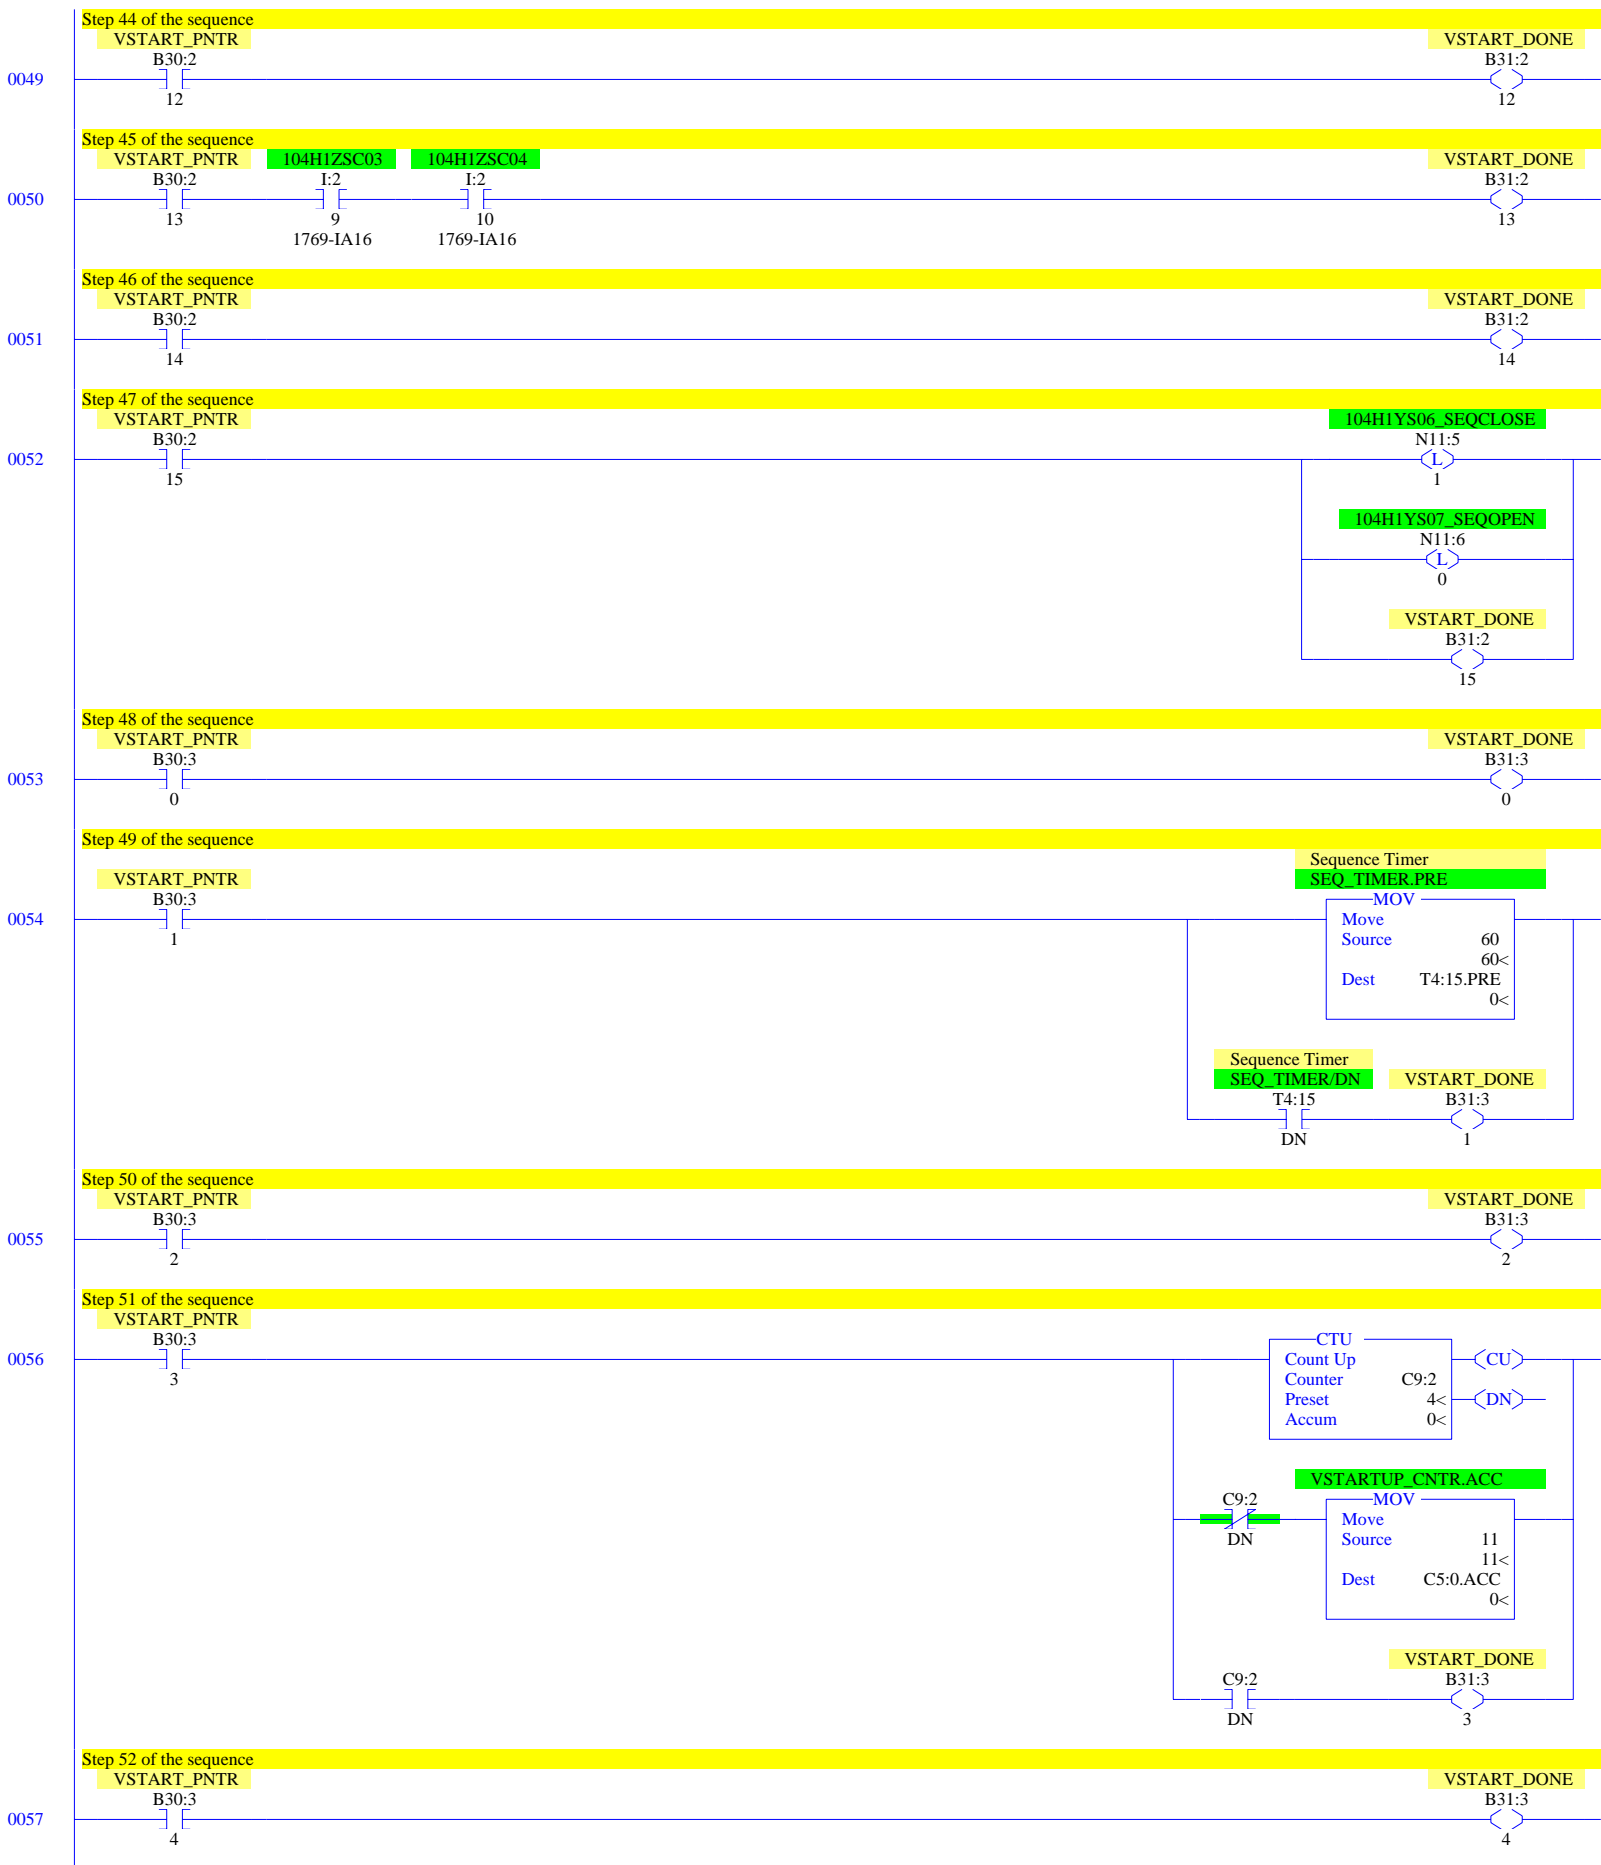 Step 44 of the sequence
VSTART_PNTR VSTART_DONE
B30:2 B31:2
0049
12 12
Step 45 of the sequence
VSTART_PNTR 104H1ZSC03 104H1ZSC04 VSTART_DONE
B30:2 I:2 I:2 B31:2
0050
13 9 10 13
1769-IA16 1769-IA16
Step 46 of the sequence
VSTART_PNTR VSTART_DONE
B30:2 B31:2
0051
14 14
Step 47 of the sequence
VSTART_PNTR 104H1YS06_SEQCLOSE
B30:2 N11:5
0052 L
15 1
104H1YS07_SEQOPEN
N11:6
L
0
VSTART_DONE
B31:2
15
Step 48 of the sequence
VSTART_PNTR VSTART_DONE
B30:3 B31:3
0053
0 0
Step 49 of the sequence
Sequence Timer
VSTART_PNTR SEQ_TIMER.PRE
B30:3 MOV
0054 Move
1 Source 60
60<
Dest T4:15.PRE
0<
Sequence Timer
SEQ_TIMER/DN VSTART_DONE
T4:15 B31:3
DN 1
Step 50 of the sequence
VSTART_PNTR VSTART_DONE
B30:3 B31:3
0055
2 2
Step 51 of the sequence
VSTART_PNTR
B30:3 CTU
0056 Count Up CU
3 Counter C9:2
Preset 4< DN
Accum 0<
VSTARTUP_CNTR.ACC
C9:2 MOV
Move
DN Source 11
11<
Dest C5:0.ACC
0<
VSTART_DONE
C9:2 B31:3
DN 3
Step 52 of the sequence
VSTART_PNTR VSTART_DONE
B30:3 B31:3
0057
4 4